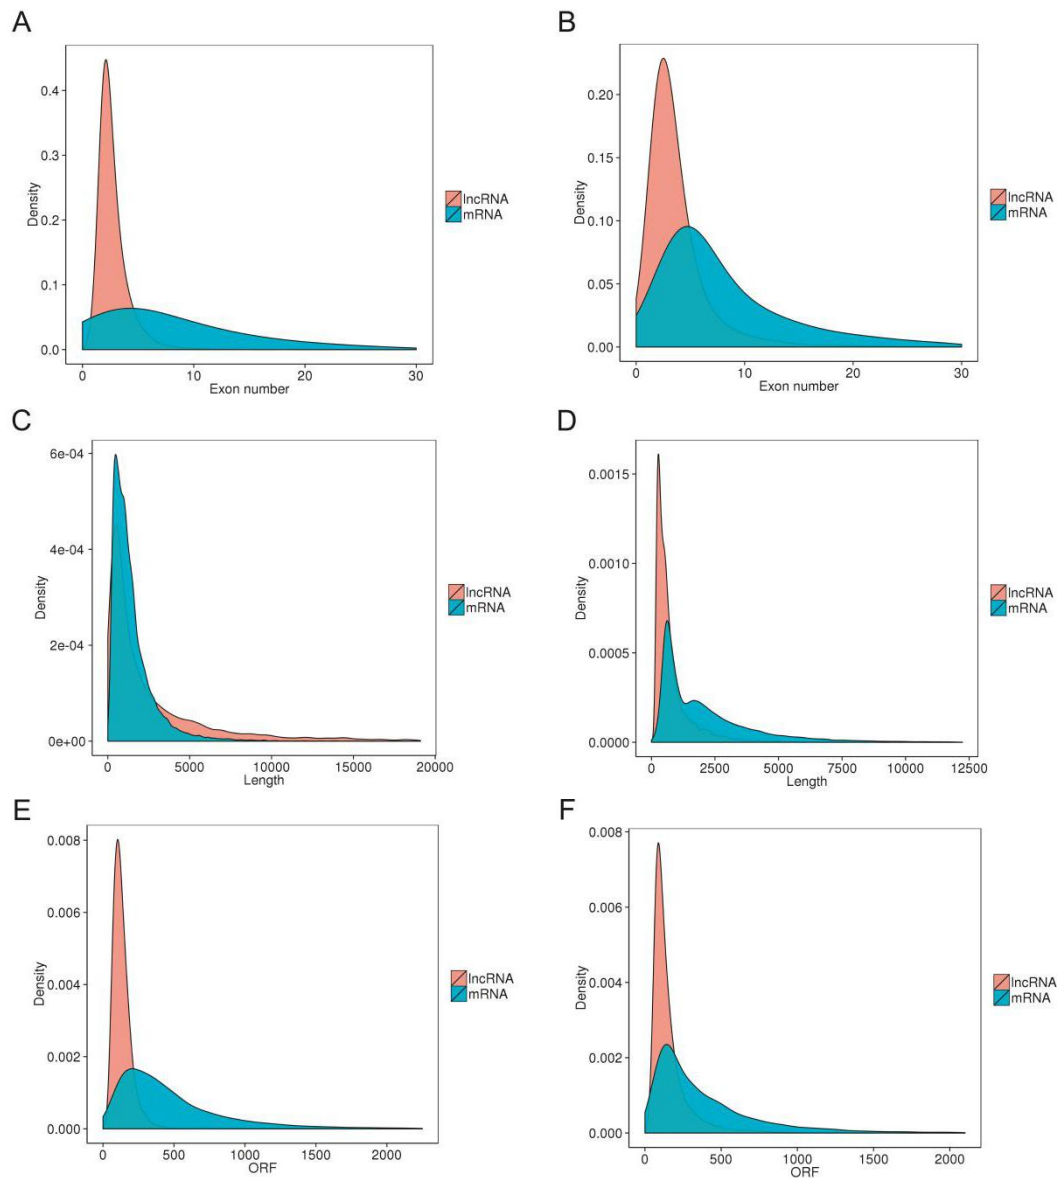 A
Density
0.4
0.3
0.2
0.1
0.0
0
10
20
30
Exon number
lncRNA
mRNA
B
Density
0.20
0.15
0.10
0.05
0.00
0
10
20
30
Exon number
lncRNA
mRNA
C
Density
6e-04
4e-04
2e-04
0e+00
0
5000
10000
15000
20000
Length
lncRNA
mRNA
D
Density
0.0015
0.0010
0.0005
0.0000
0
2500
5000
7500
10000
12500
Length
lncRNA
mRNA
E
Density
0.008
0.006
0.004
0.002
0.000
0
500
1000
1500
2000
ORF
lncRNA
mRNA
F
Density
0.008
0.006
0.004
0.002
0.000
0
500
1000
1500
2000
ORF
lncRNA
mRNA